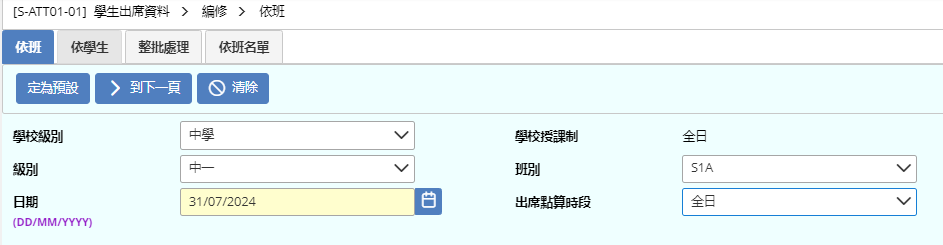 [S-ATT01-01] 學生出席資料 > 編修 > 依班
依班 依學生 整批處理 依班名單
定為預設 到下一頁 清除
學校級別 中學 學校授課制 全日
級別 中一 班別 S1A
日期 31/07/2024 出席點算時段 全日
(DD/MM/YYYY)